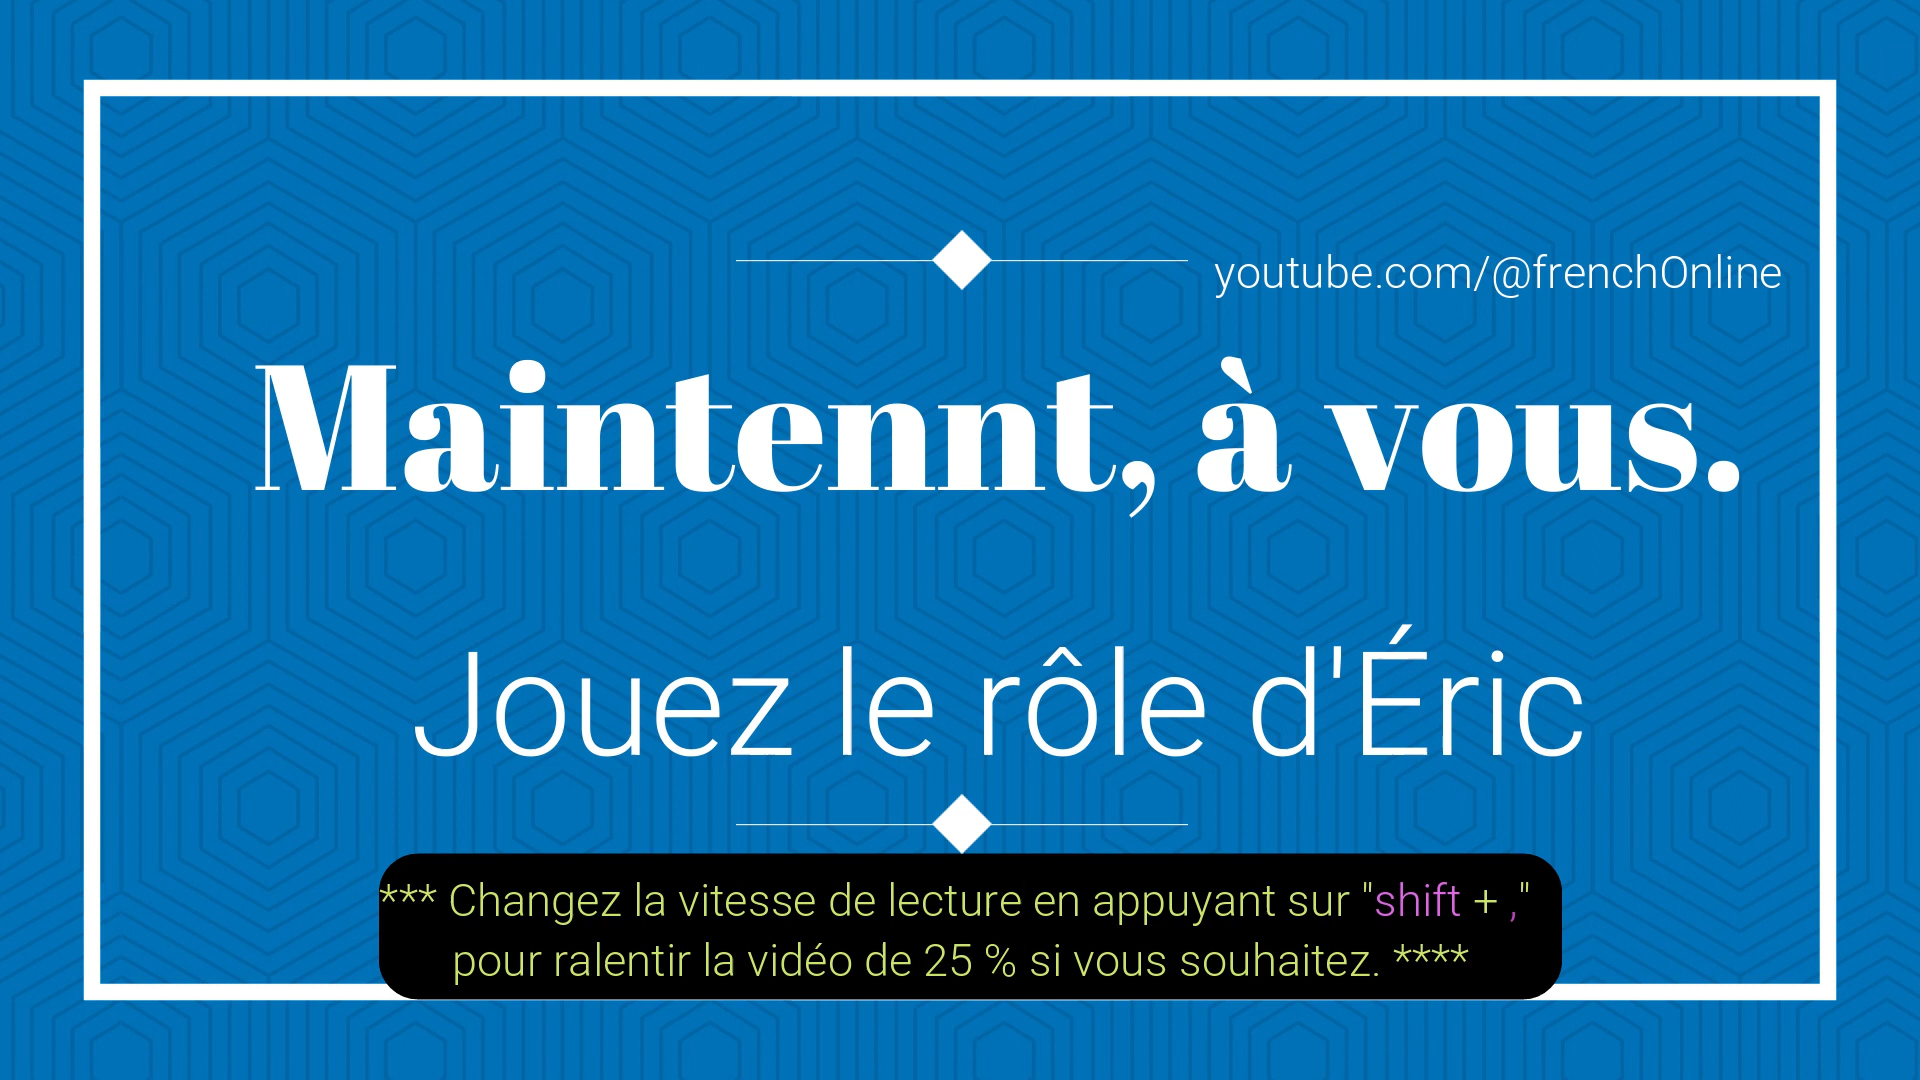 youtube.com/@frenchOnline
Maintennt, à vous.
Jouez le rôle d'Éric
*** Changez la vitesse de lecture en appuyant sur "shift + ,"
pour ralentir la vidéo de 25 % si vous souhaitez. ****